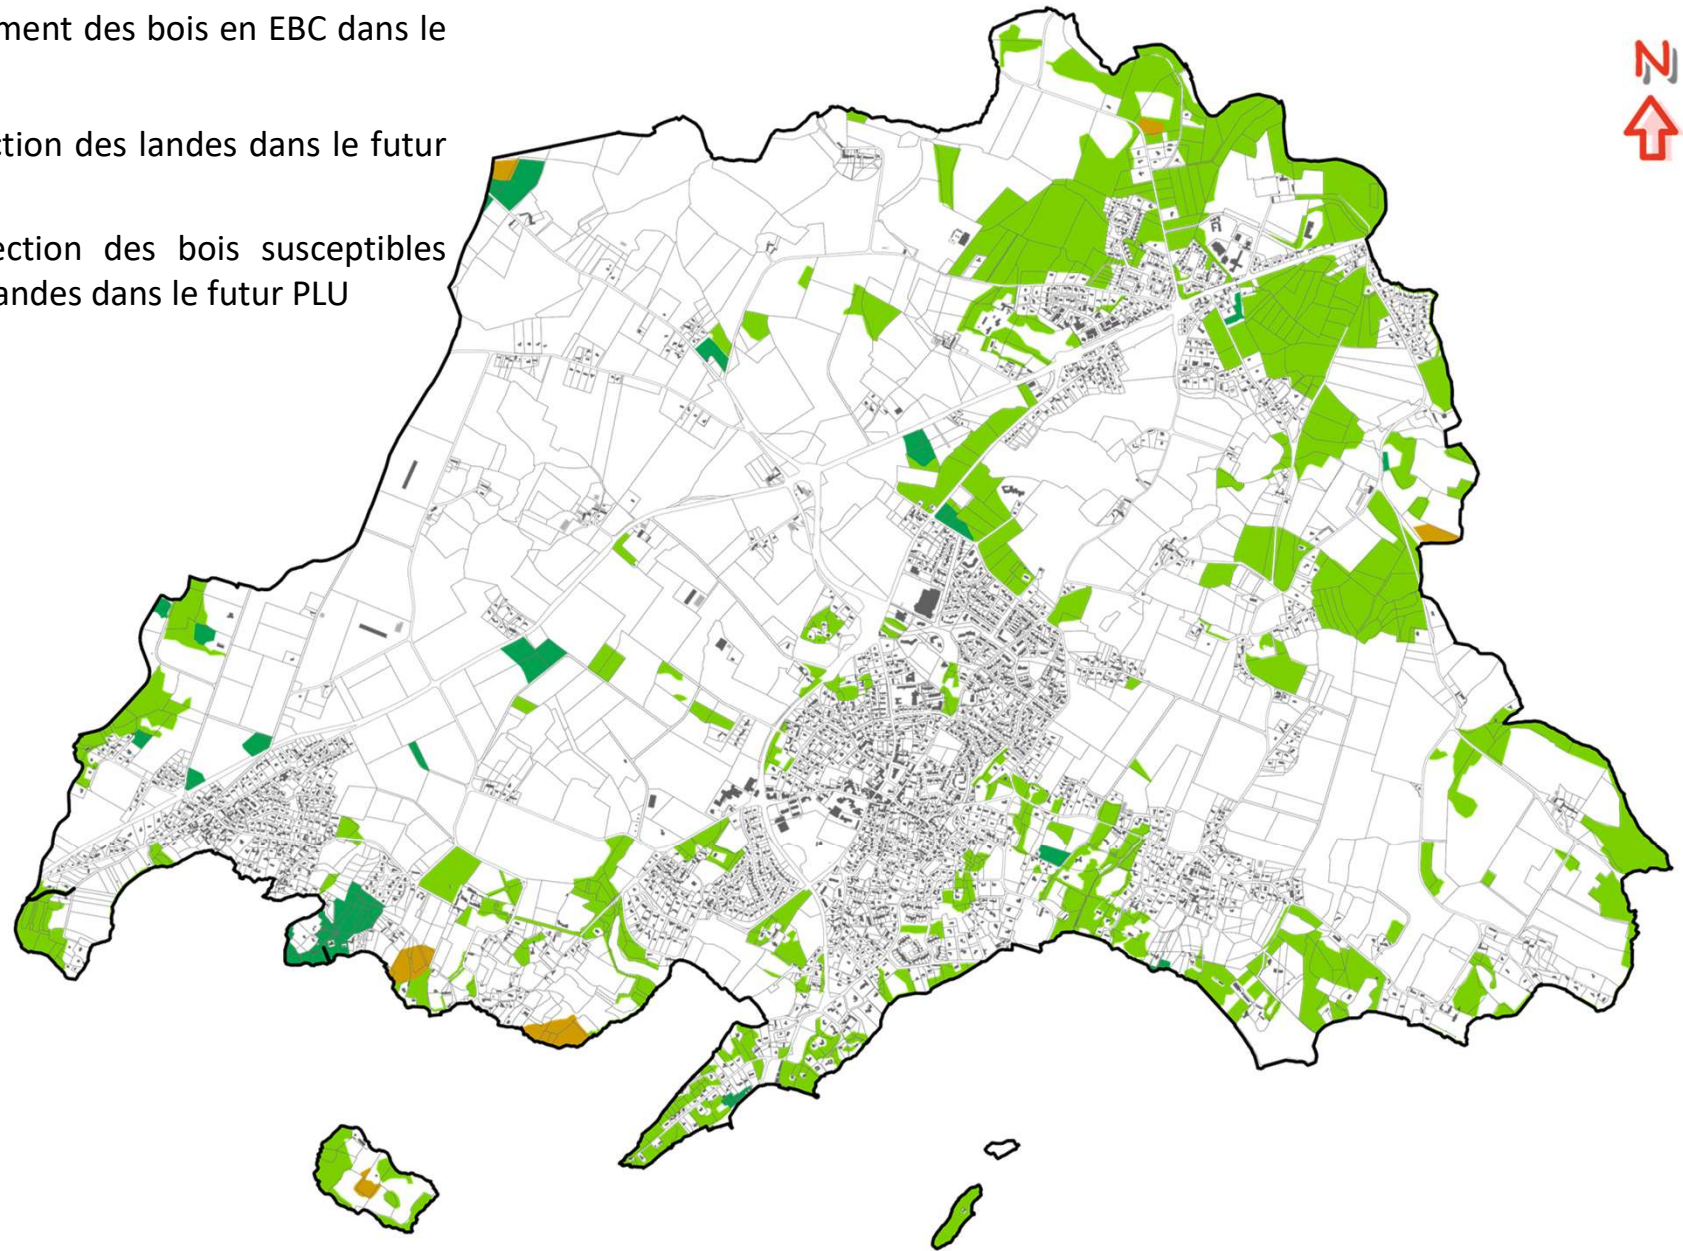 ment des bois en EBC dans le
ction des landes dans le futur
ection des bois susceptibles
landes dans le futur PLU
N